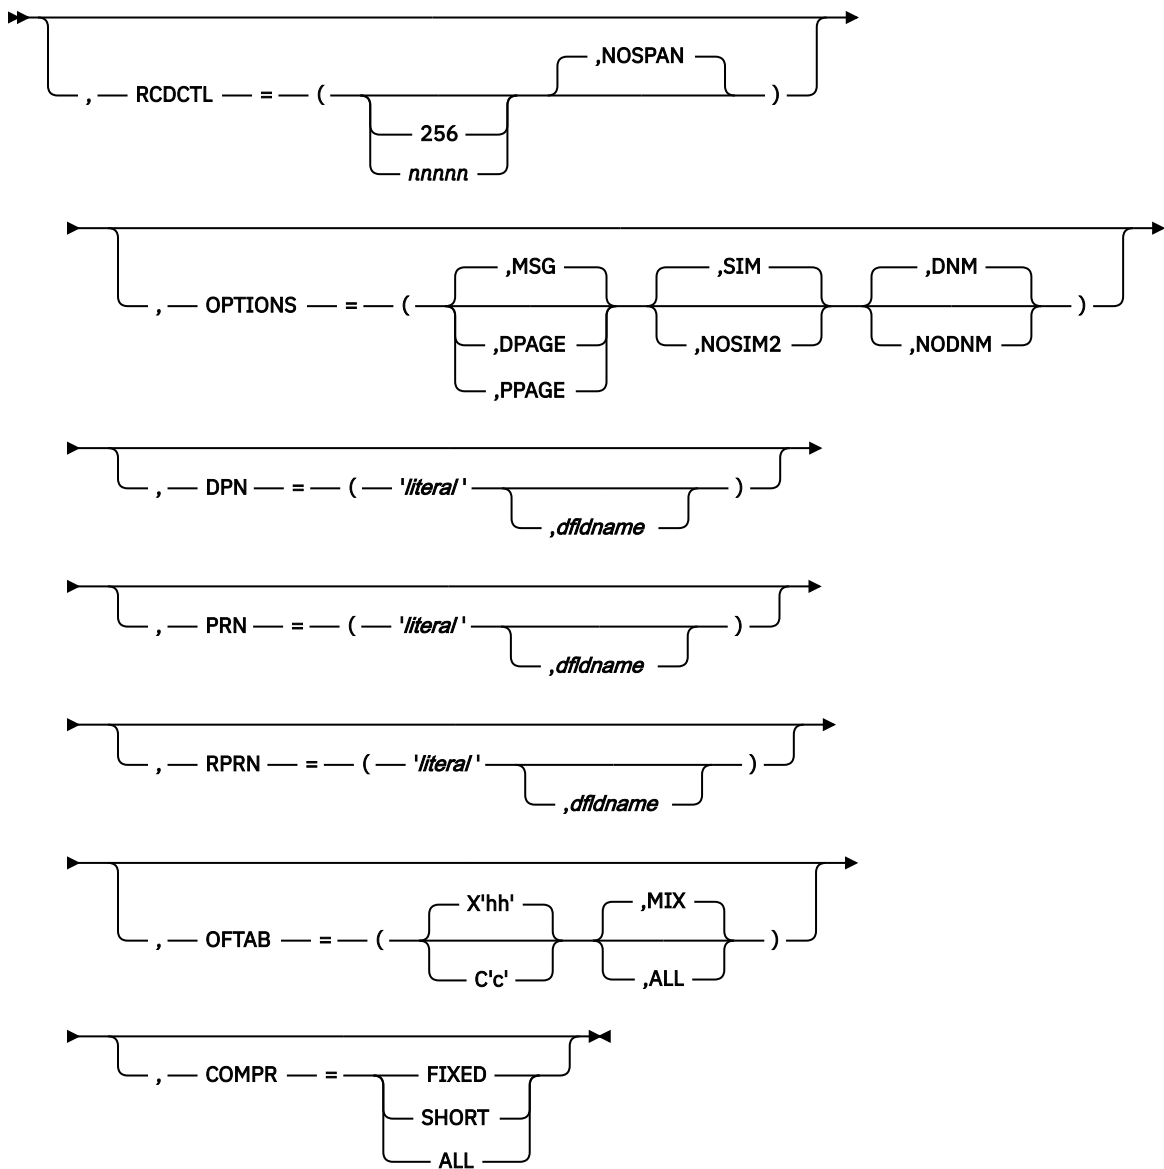 ,NOSPAN
, RCDCTL = ( )
256
nnnnn
,MSG ,SIM ,DNM
, OPTIONS = ( )
,DPAGE ,NOSIM2 ,NODNM
,PPAGE
, DPN = ( 'literal' )
,dfldname
, PRN = ( 'literal' )
,dfldname
, RPRN = ( 'literal' )
,dfldname
X'hh' ,MIX
, OFTAB = ( )
C'c' ,ALL
, COMPR = FIXED
SHORT
ALL